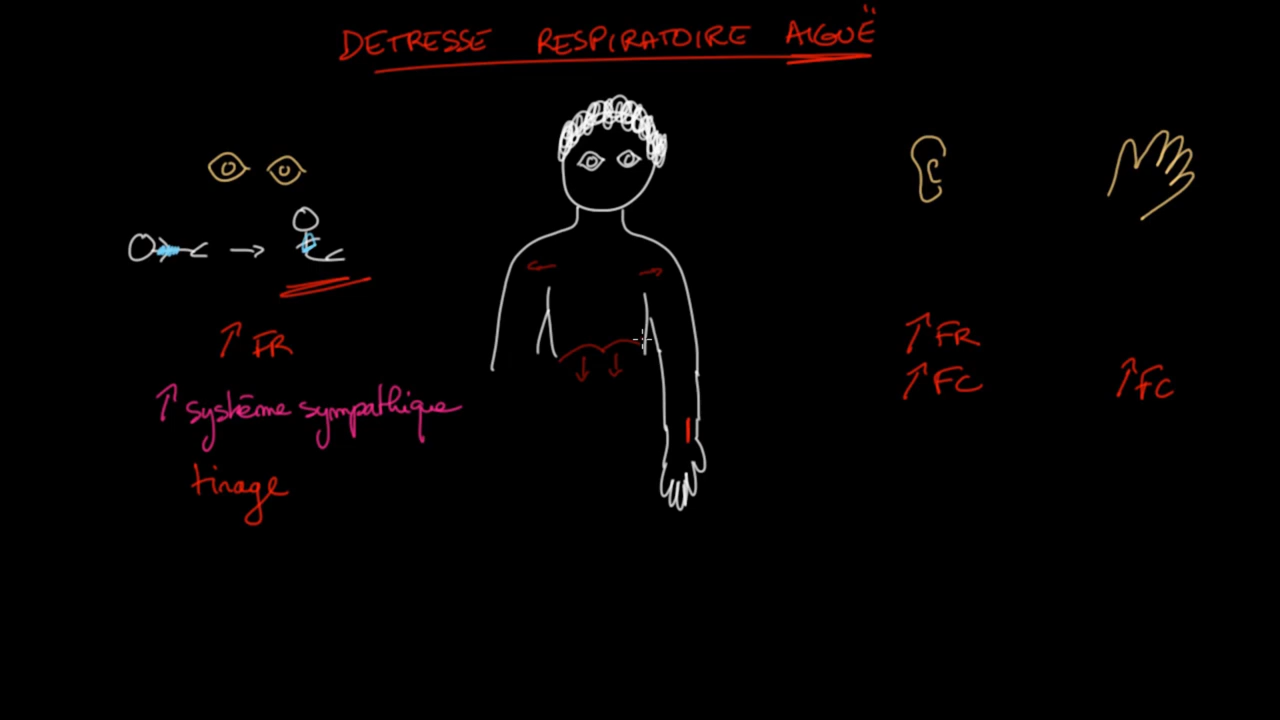 DETRESSE RESPIRATOIRE AIGUË
↑ FR
↑ système sympathique
tirage
↑ FR
↑ FC
↑ FC